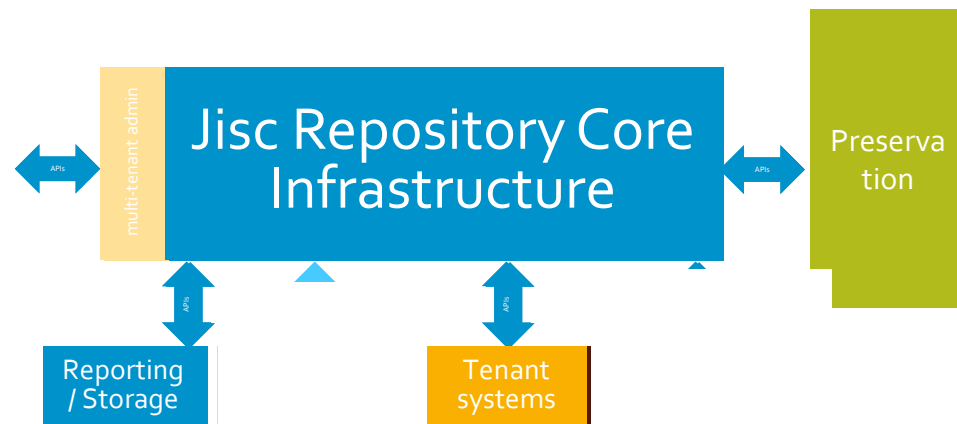 multi-tenant admin
Jisc Repository Core
Infrastructure
Preserva
tion
APIs
APIs
APIs
APIs
Reporting
/ Storage
Tenant
systems